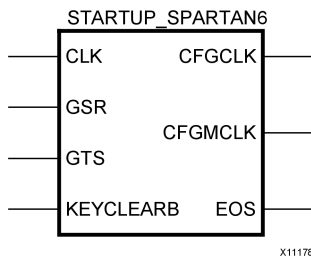 STARTUP_SPARTAN6
CLK CFGCLK
GSR
CFGMCLK
GTS
KEYCLEARB EOS
X11178